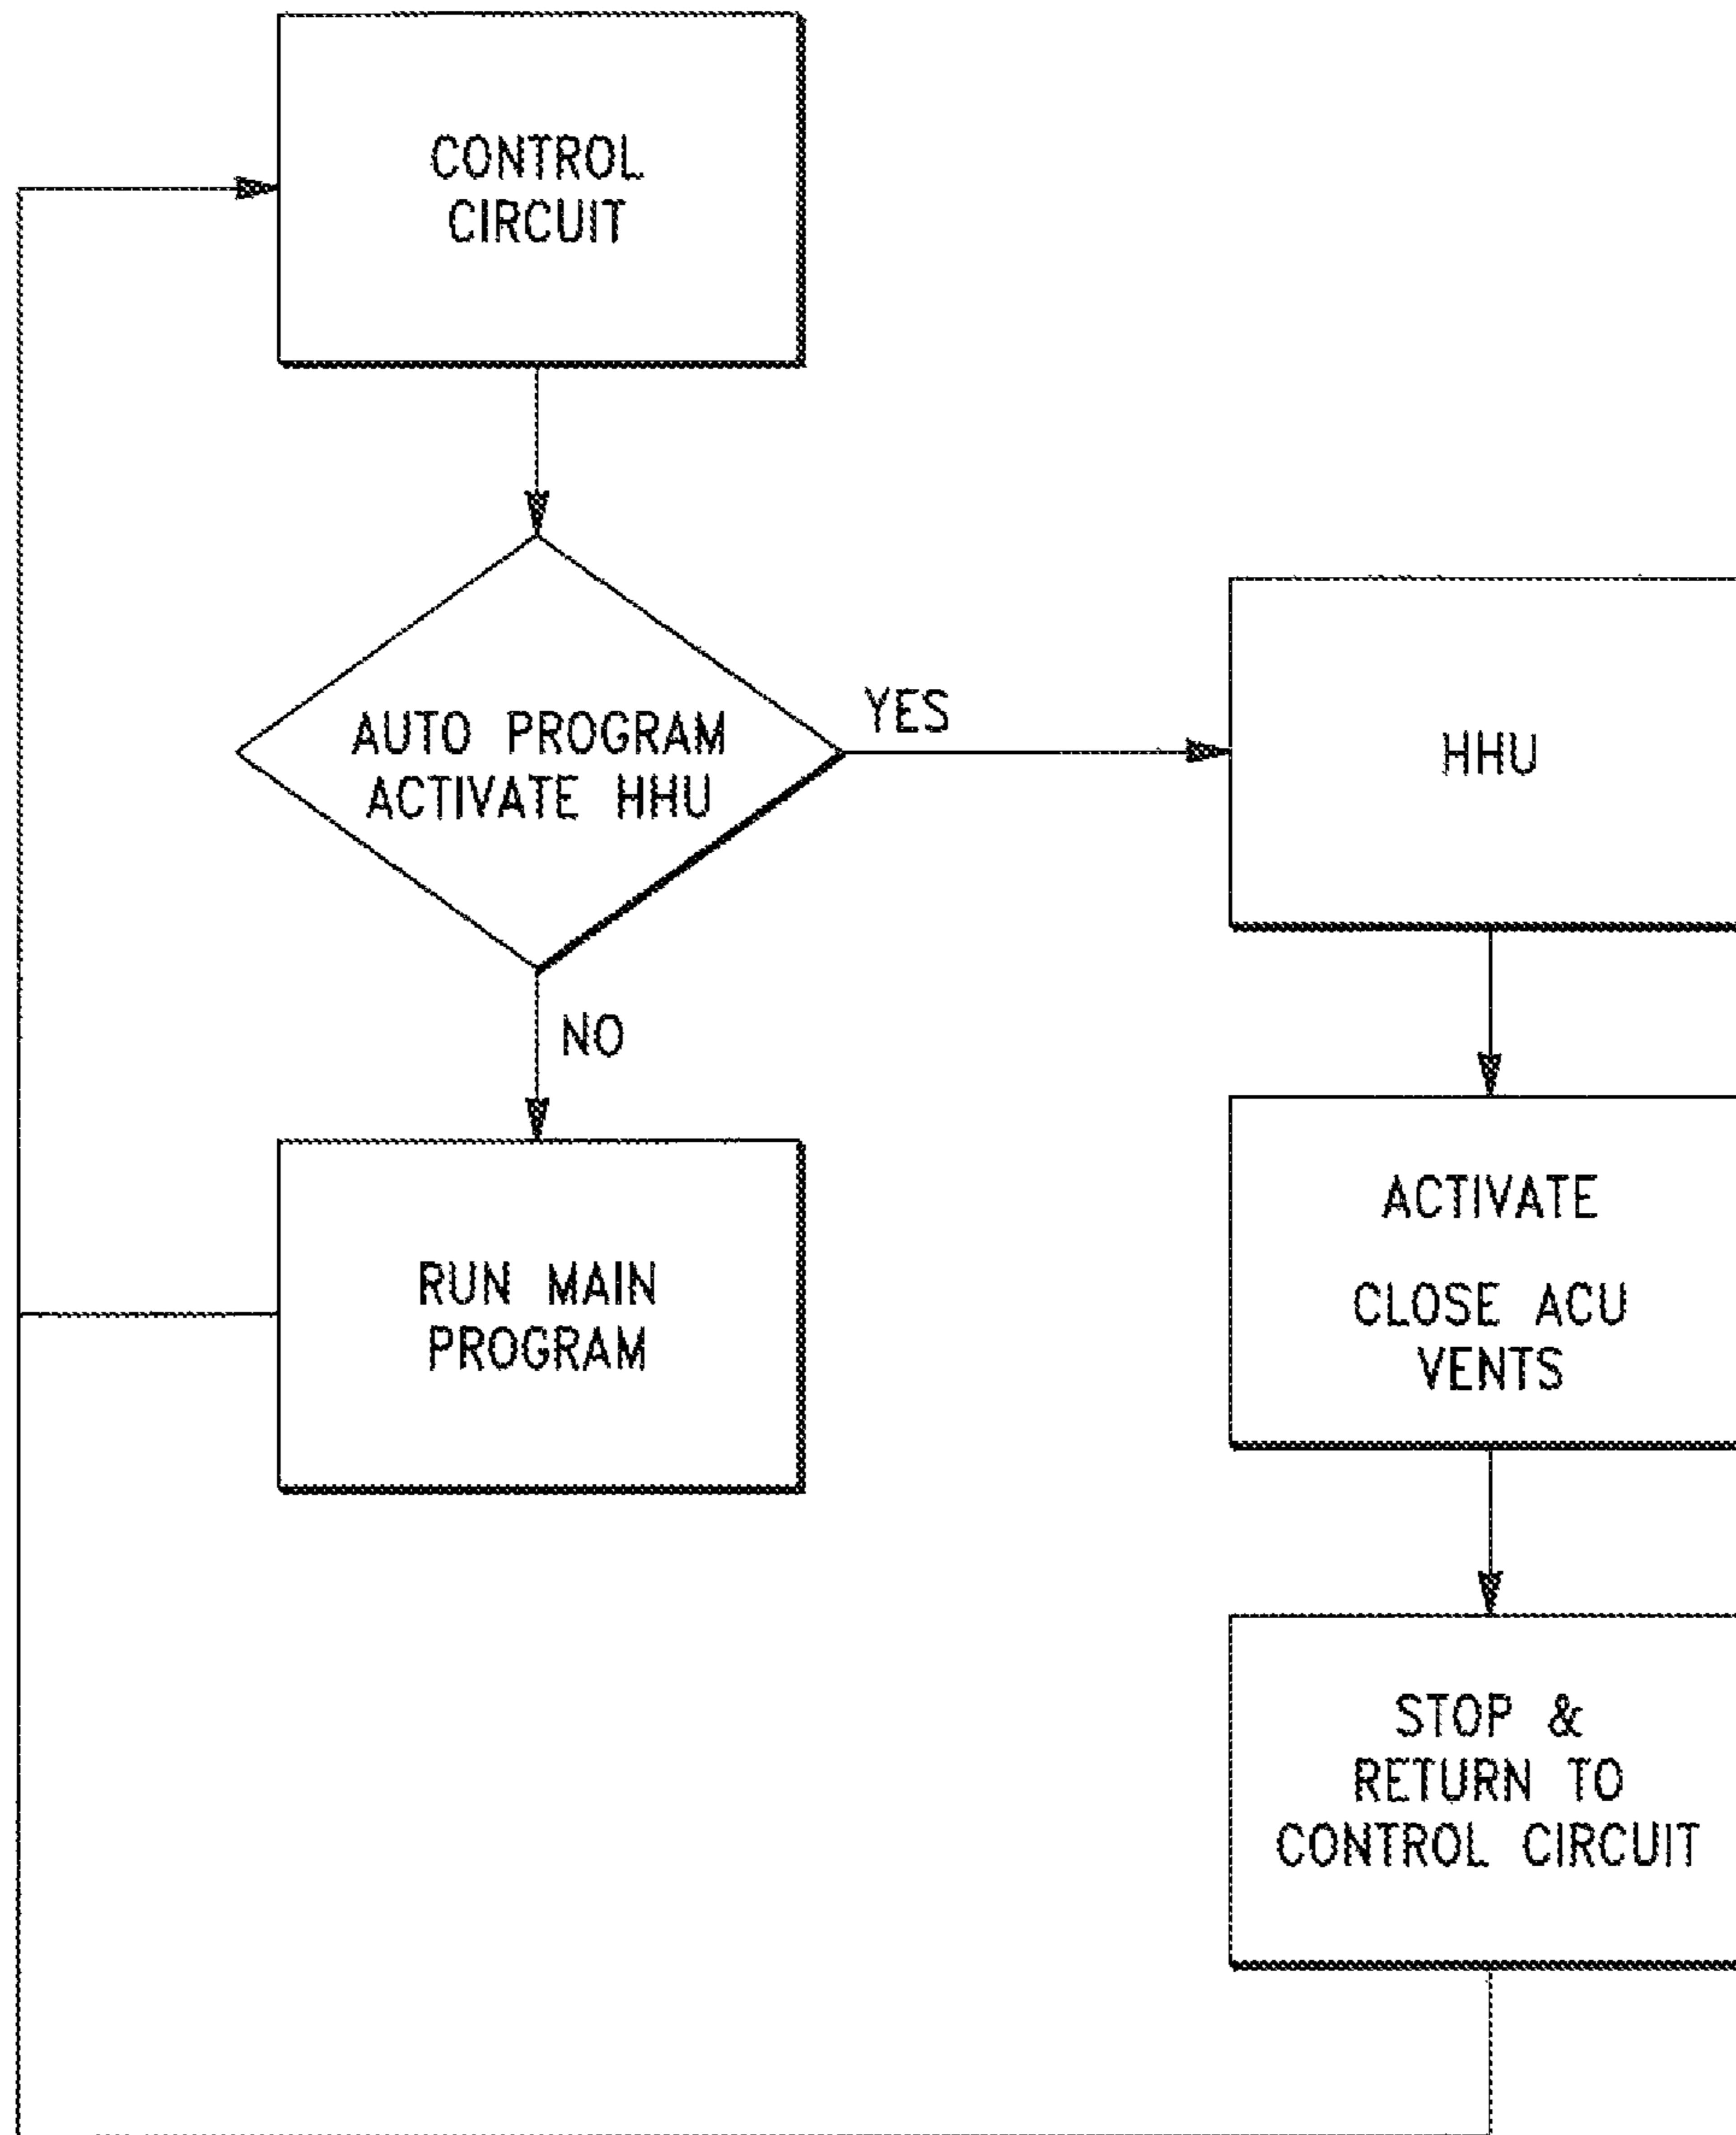 CONTROL
CIRCUIT
AUTO PROGRAM
ACTIVATE HHU
YES
HHU
NO
RUN MAIN
PROGRAM
ACTIVATE
CLOSE ACU
VENTS
STOP &
RETURN TO
CONTROL CIRCUIT